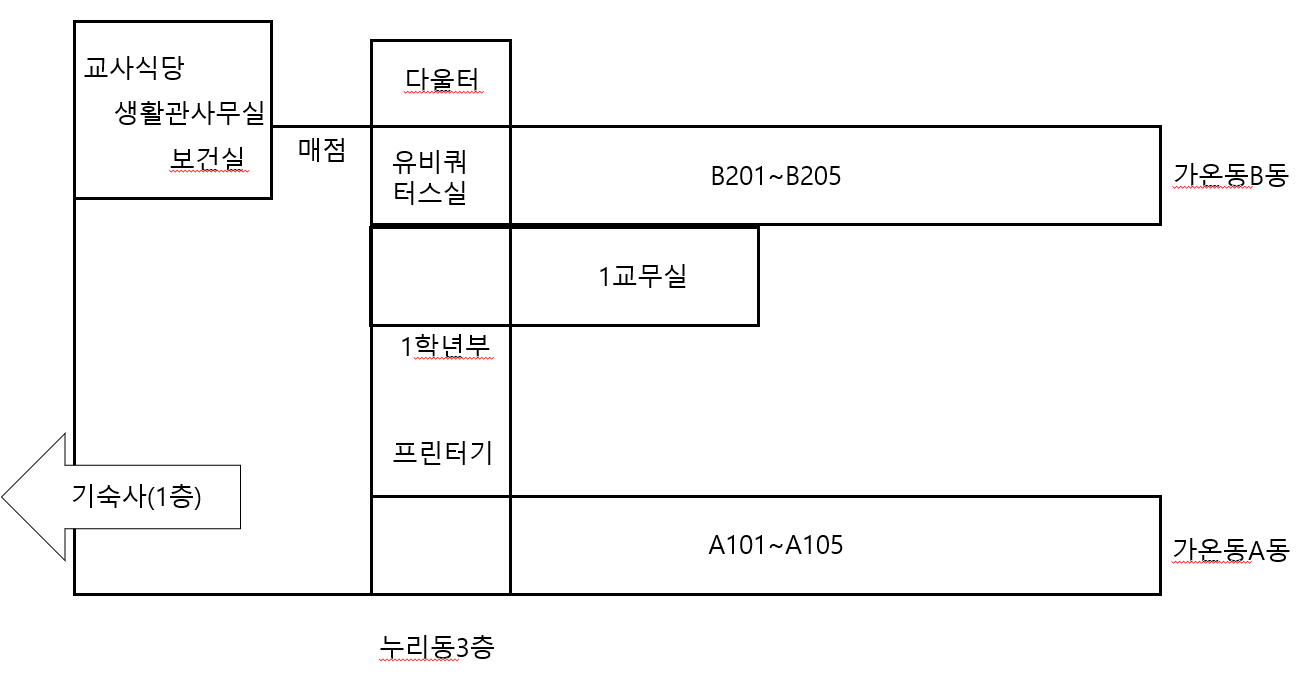 교사식당
다울터
생활관사무실
매점
보건실
유비쿼
터스실
B201~B205
가온동B동
1교무실
1학년부
프린터기
기숙사(1층)
A101~A105
가온동A동
누리동3층